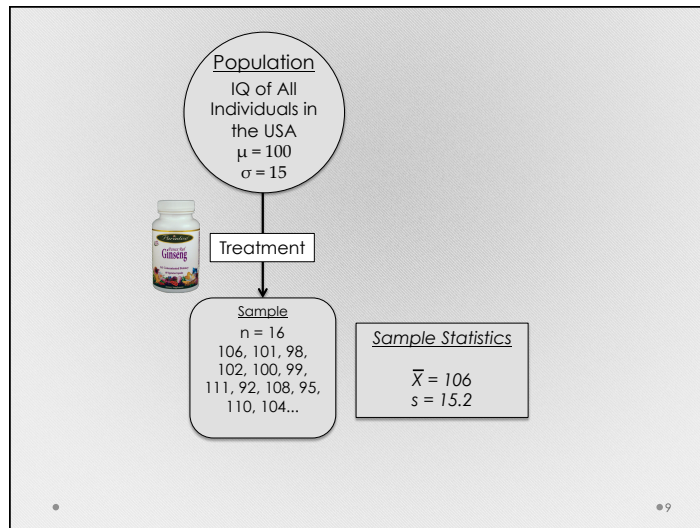 Population
IQ of All
Individuals in
the USA
μ = 100
σ = 15
Paradise
Ginseng
Treatment
Sample
n = 16
106, 101, 98,
102, 100, 99,
111, 92, 108, 95,
110, 104...
Sample Statistics
X̅ = 106
s = 15.2
9